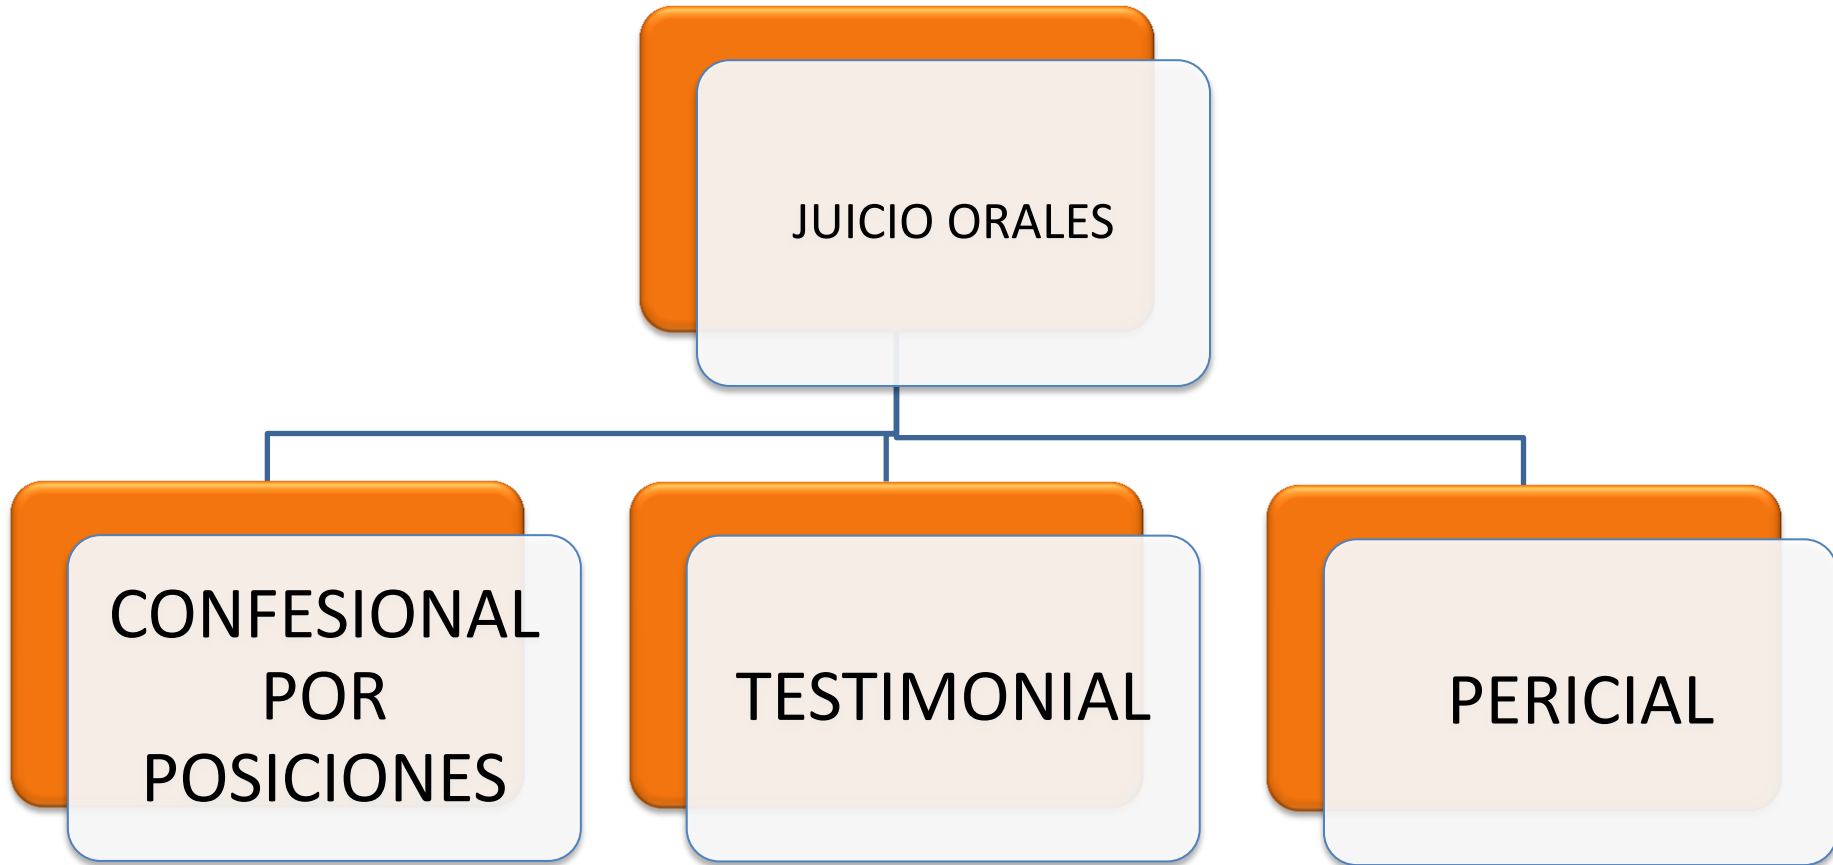 JUICIO ORALES
CONFESIONAL
POR
POSICIONES
TESTIMONIAL
PERICIAL